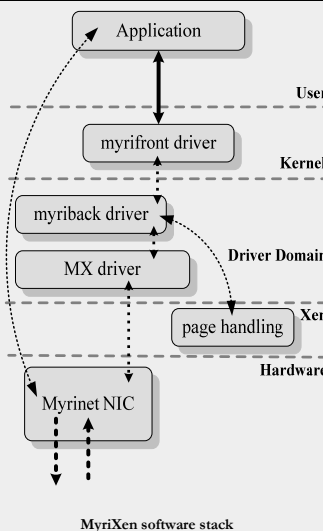 Application
User
myrifront driver
Kernel
myriback driver
Driver Domain
MX driver
Xen
page handling
Hardware
Myrinet NIC
MyriXen software stack